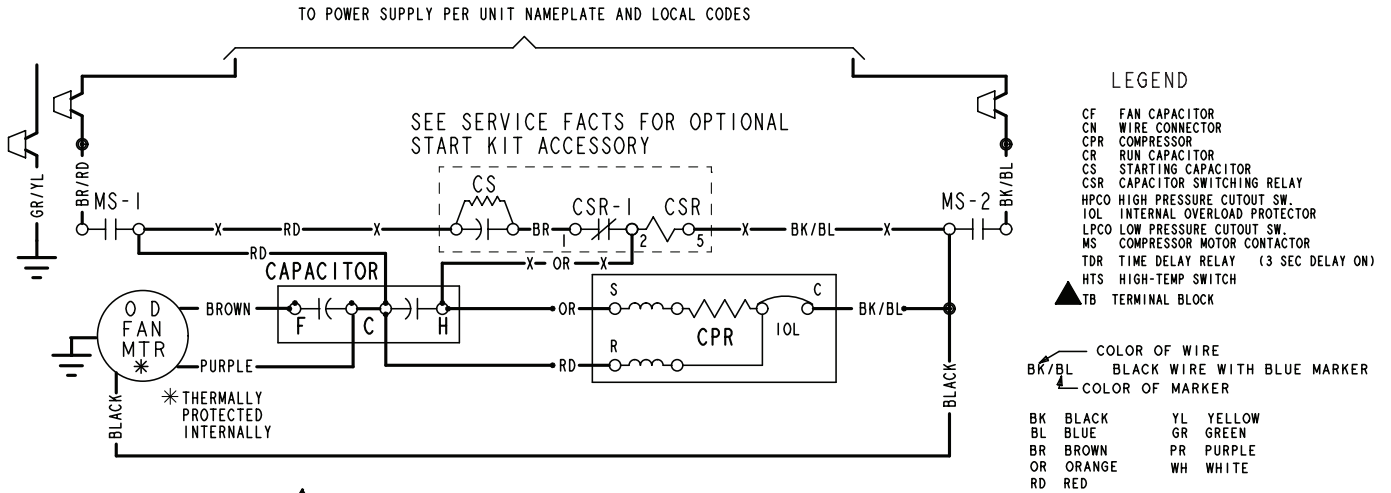 TO POWER SUPPLY PER UNIT NAMEPLATE AND LOCAL CODES
SEE SERVICE FACTS FOR OPTIONAL
START KIT ACCESSORY
GR/YL
BR/RD
MS-1
X
RD
X
CS
BR
CSR-1
1
2
CSR
5
X
BK/BL
X
MS-2
BK/BL
RD
X
OR
X
CAPACITOR
F
C
H
O D
FAN
MTR
*
BROWN
PURPLE
BLACK
* THERMALLY
PROTECTED
INTERNALLY
OR
RD
S
R
CPR
IOL
C
BK/BL
BLACK
LEGEND
CF FAN CAPACITOR
CN WIRE CONNECTOR
CPR COMPRESSOR
CR RUN CAPACITOR
CS STARTING CAPACITOR
CSR CAPACITOR SWITCHING RELAY
HPCO HIGH PRESSURE CUTOUT SW.
IOL INTERNAL OVERLOAD PROTECTOR
LPCO LOW PRESSURE CUTOUT SW.
MS COMPRESSOR MOTOR CONTACTOR
TDR TIME DELAY RELAY (3 SEC DELAY ON)
HTS HIGH-TEMP SWITCH
TB TERMINAL BLOCK
COLOR OF WIRE
BK/BL BLACK WIRE WITH BLUE MARKER
COLOR OF MARKER
BK BLACK YL YELLOW
BL BLUE GR GREEN
BR BROWN PR PURPLE
OR ORANGE WH WHITE
RD RED